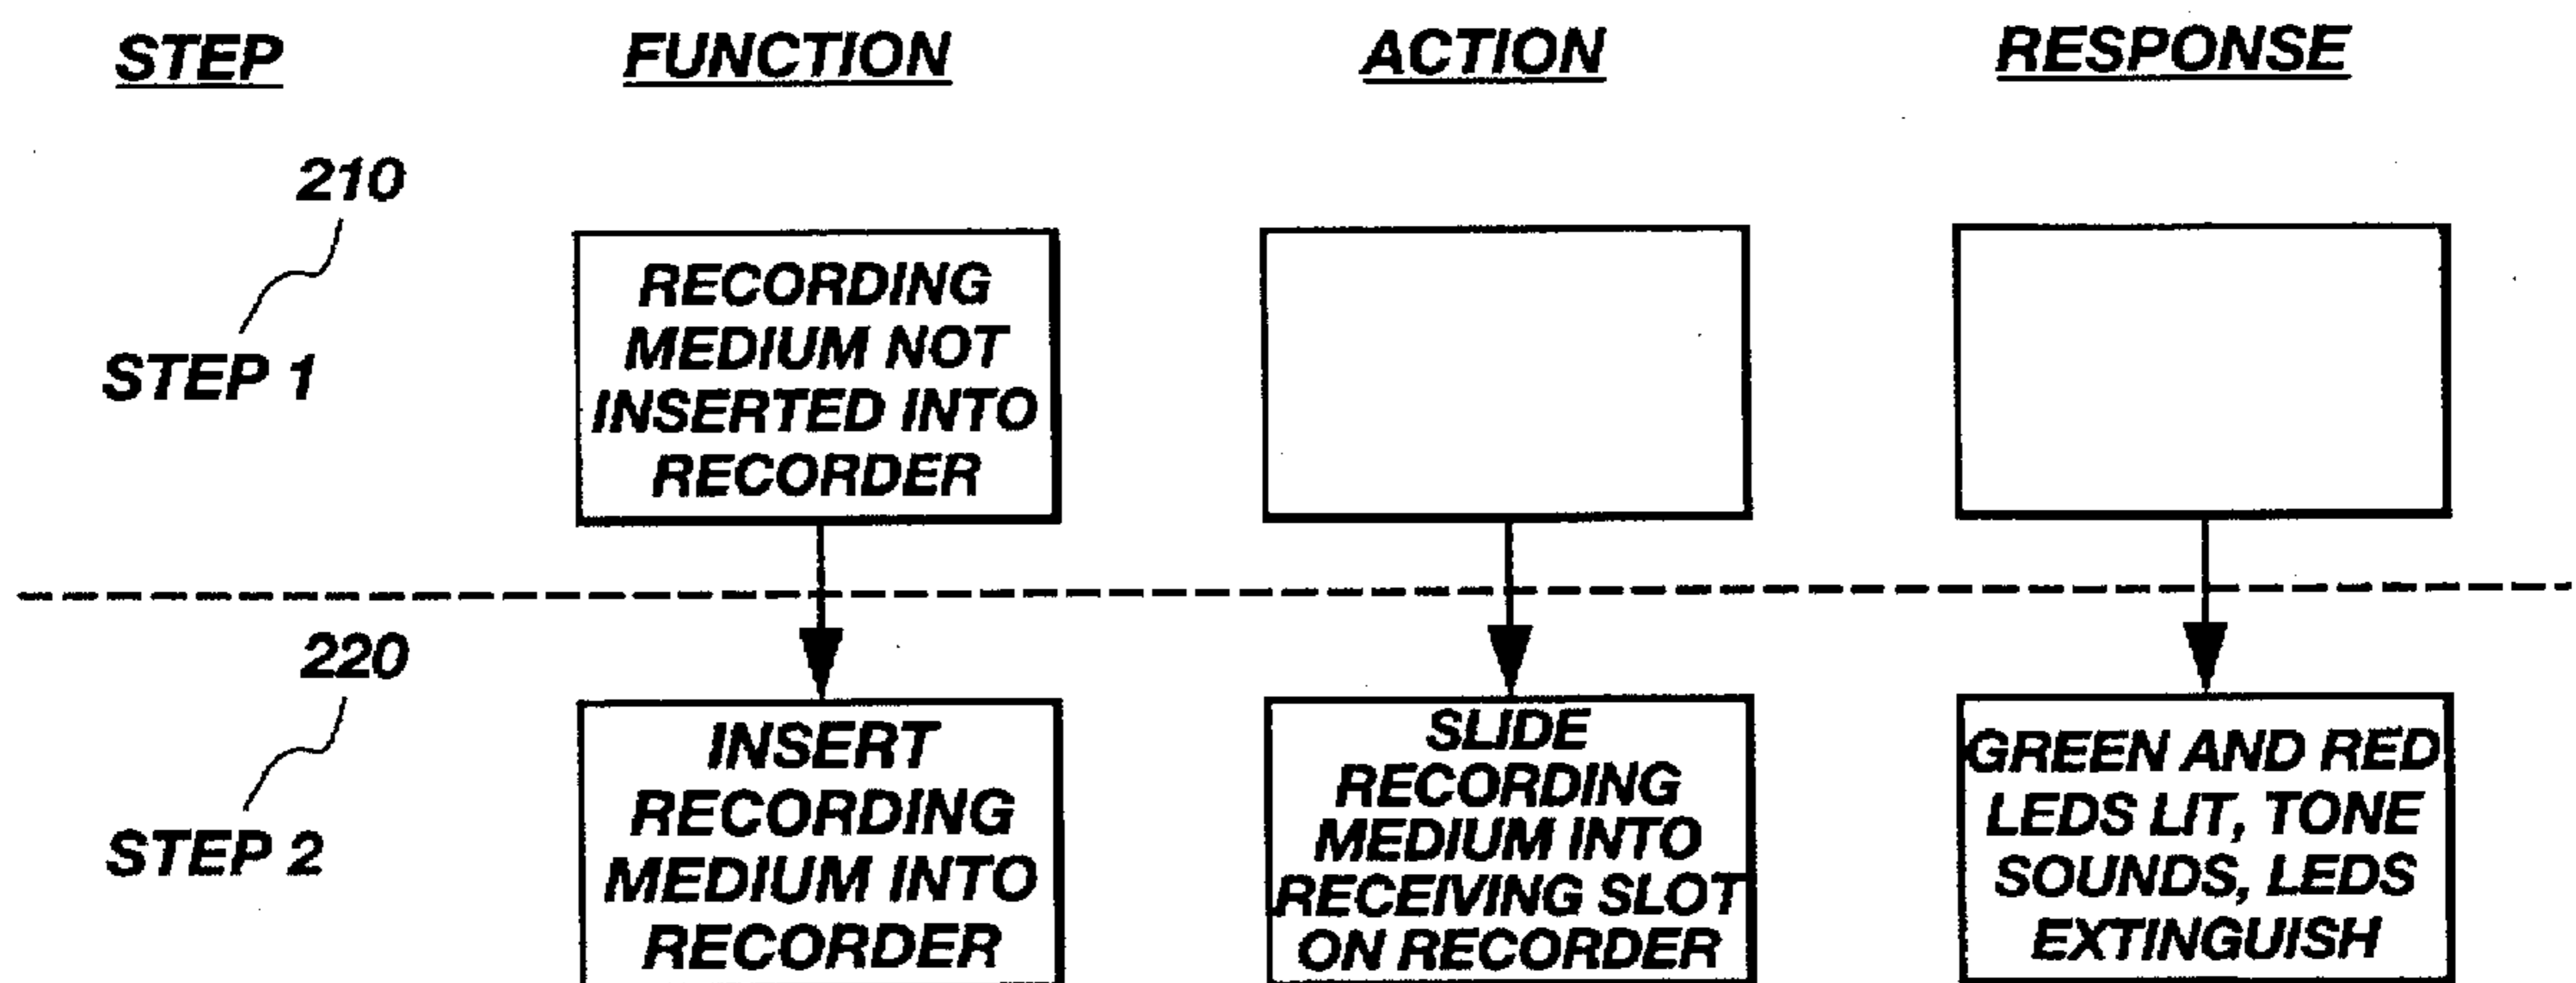 STEP FUNCTION ACTION RESPONSE
210
STEP 1
RECORDING
MEDIUM NOT
INSERTED INTO
RECORDER
220
STEP 2
INSERT
RECORDING
MEDIUM INTO
RECORDER
SLIDE
RECORDING
MEDIUM INTO
RECEIVING SLOT
ON RECORDER
GREEN AND RED
LEDS LIT, TONE
SOUNDS, LEDS
EXTINGUISH